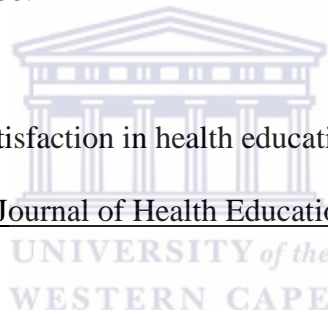 tisfaction in health educati
Journal of Health Educatio
UNIVERSITY of the
WESTERN CAPE